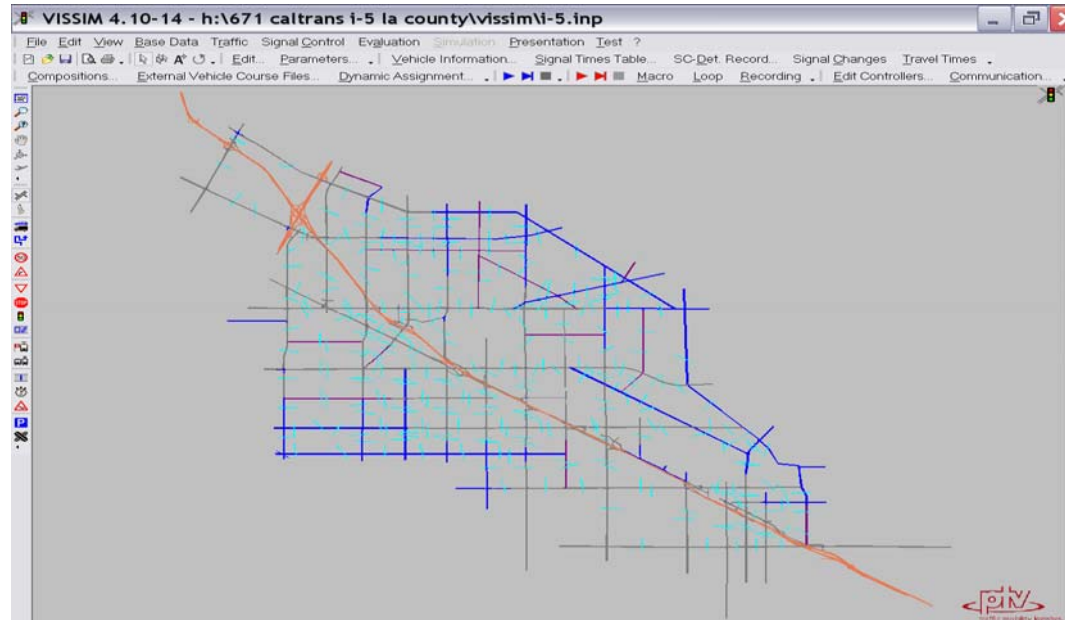 VISSIM 4.10-14 - h:\671 caltrans i-5 la county\vissim\i-5.inp
File Edit View Base Data Traffic Signal Control Evaluation Simulation Presentation Test ?
Edit... Parameters... Vehicle Information... Signal Times Table... SC-Det. Record... Signal Changes Travel Times
Compositions... External Vehicle Course Files... Dynamic Assignment... Macro Loop Recording Edit Controllers... Communication...
STOP
P
ptv